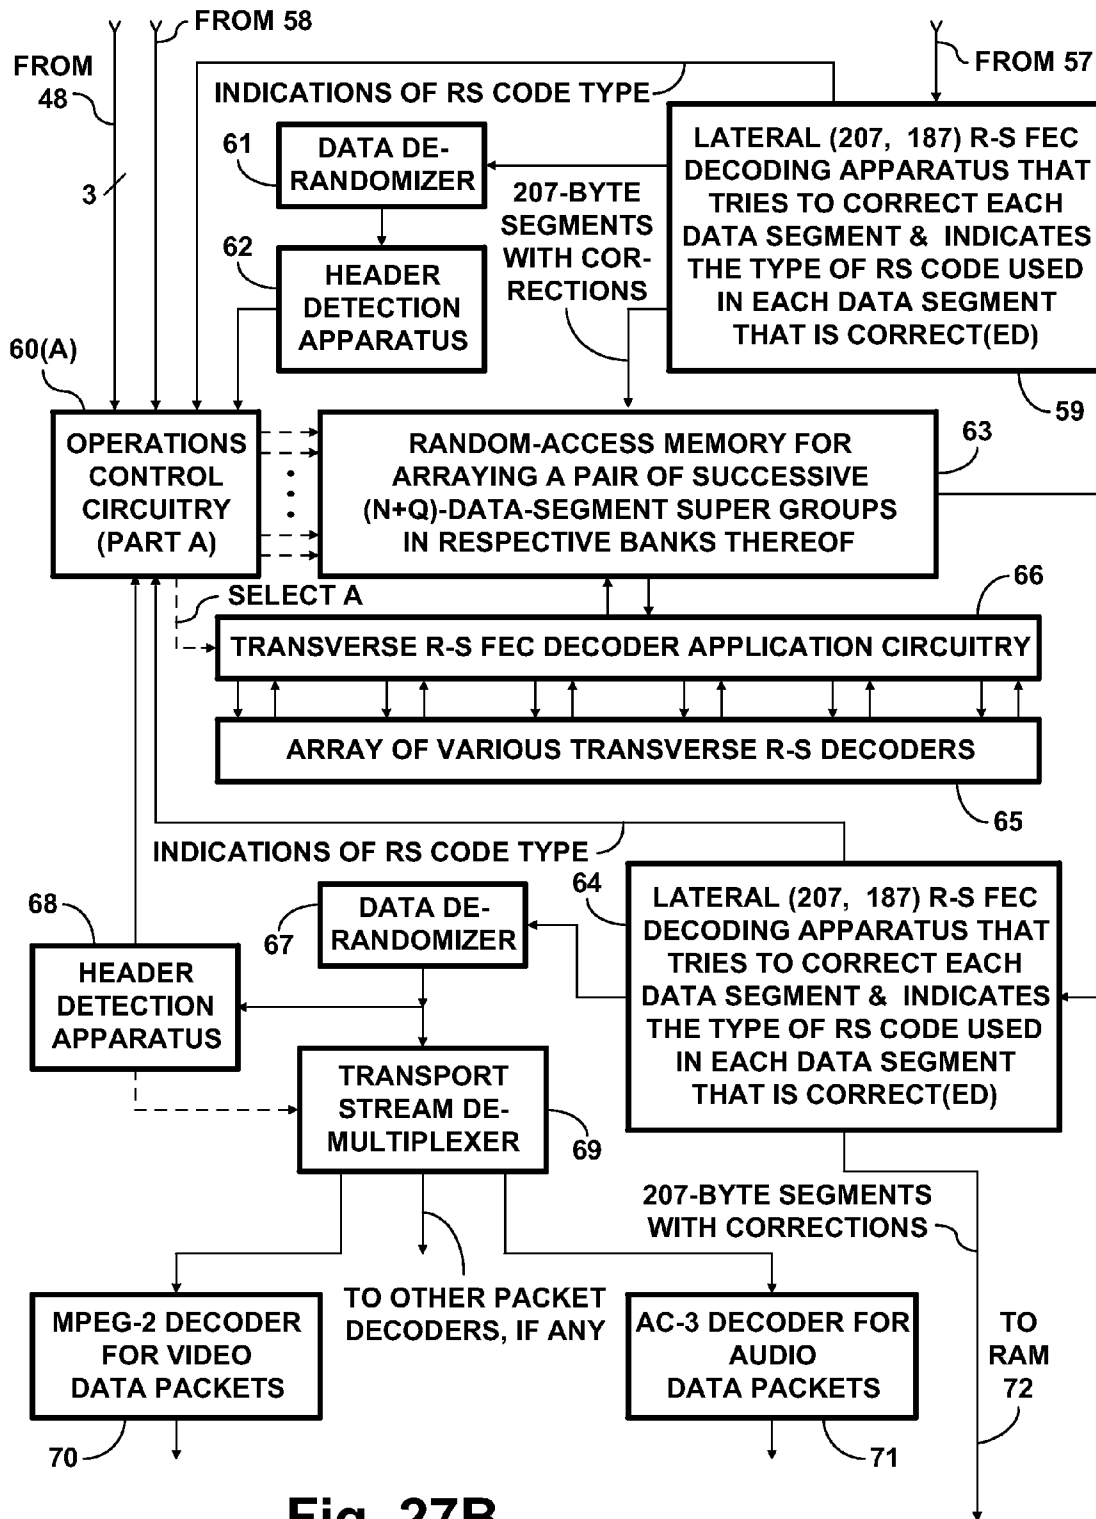 FROM 58
FROM
48
3
FROM 57
INDICATIONS OF RS CODE TYPE
61
DATA DE-
RANDOMIZER
207-BYTE
SEGMENTS
WITH COR-
RECTIONS
LATERAL (207, 187) R-S FEC
DECODING APPARATUS THAT
TRIES TO CORRECT EACH
DATA SEGMENT & INDICATES
THE TYPE OF RS CODE USED
IN EACH DATA SEGMENT
THAT IS CORRECT(ED)
59
62
HEADER
DETECTION
APPARATUS
60(A)
OPERATIONS
CONTROL
CIRCUITRY
(PART A)
RANDOM-ACCESS MEMORY FOR
ARRAYING A PAIR OF SUCCESSIVE
(N+Q)-DATA-SEGMENT SUPER GROUPS
IN RESPECTIVE BANKS THEREOF
63
SELECT A
66
TRANSVERSE R-S FEC DECODER APPLICATION CIRCUITRY
ARRAY OF VARIOUS TRANSVERSE R-S DECODERS
65
INDICATIONS OF RS CODE TYPE
64
LATERAL (207, 187) R-S FEC
DECODING APPARATUS THAT
TRIES TO CORRECT EACH
DATA SEGMENT & INDICATES
THE TYPE OF RS CODE USED
IN EACH DATA SEGMENT
THAT IS CORRECT(ED)
67
DATA DE-
RANDOMIZER
68
HEADER
DETECTION
APPARATUS
TRANSPORT
STREAM DE-
MULTIPLEXER
69
207-BYTE SEGMENTS
WITH CORRECTIONS
TO OTHER PACKET
DECODERS, IF ANY
MPEG-2 DECODER
FOR VIDEO
DATA PACKETS
70
AC-3 DECODER FOR
AUDIO
DATA PACKETS
71
TO
RAM
72
Fig. 27B